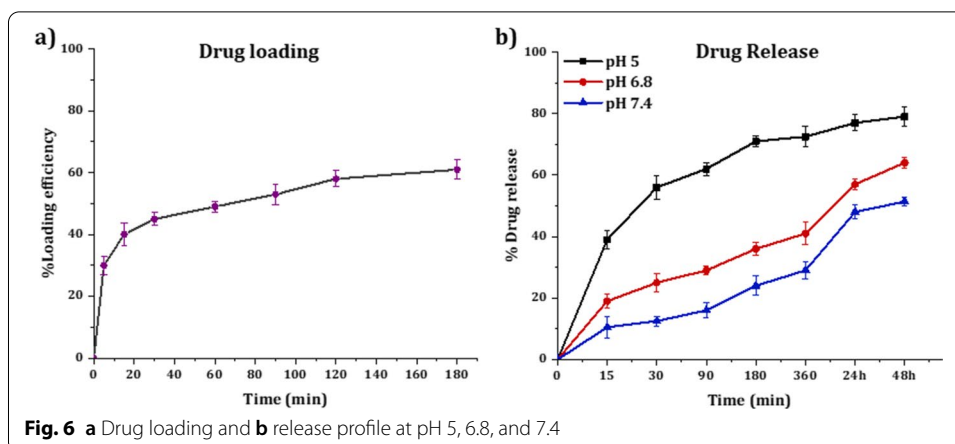 a)
Drug loading
100
80
60
40
20
0
%Loading efficiency
0 20 40 60 80 100 120 140 160 180
Time (min)
b)
Drug Release
pH 5
pH 6.8
pH 7.4
100
80
60
40
20
0
% Drug release
0 15 30 90 180 360 24h 48h
Time (min)
Fig. 6 a Drug loading and b release profile at pH 5, 6.8, and 7.4